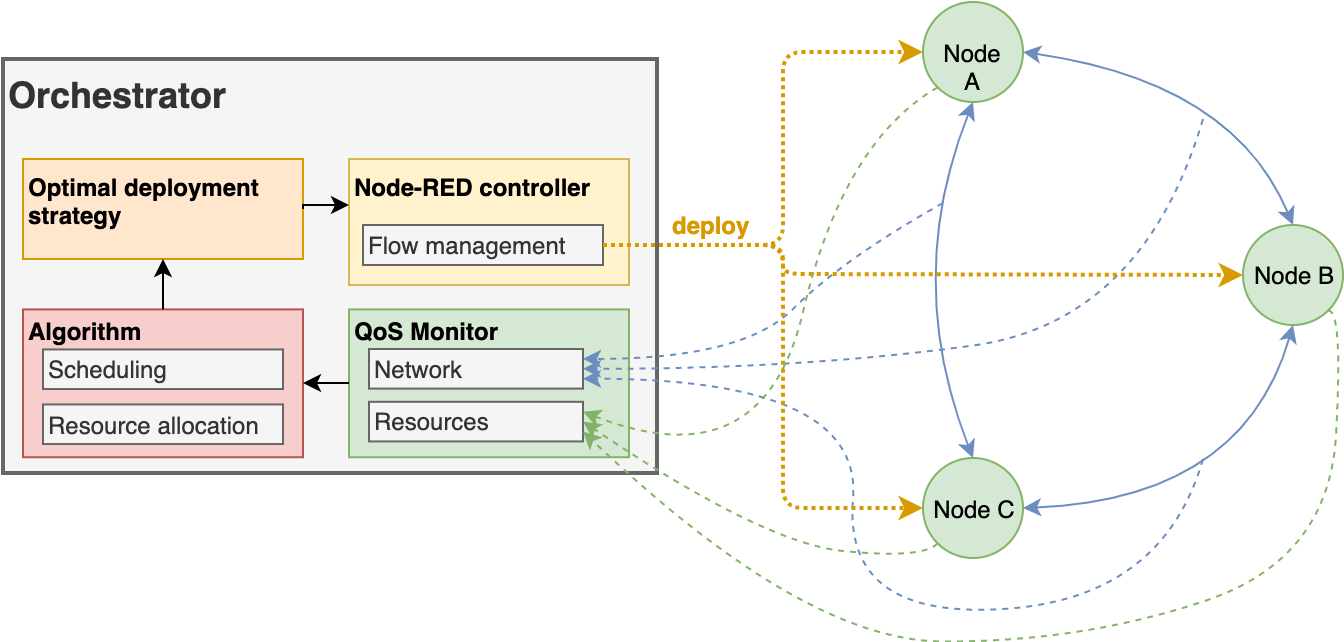 Orchestrator
Optimal deployment
strategy
Node-RED controller
Flow management
deploy
Algorithm
Scheduling
Resource allocation
QoS Monitor
Network
Resources
Node
A
Node B
Node C